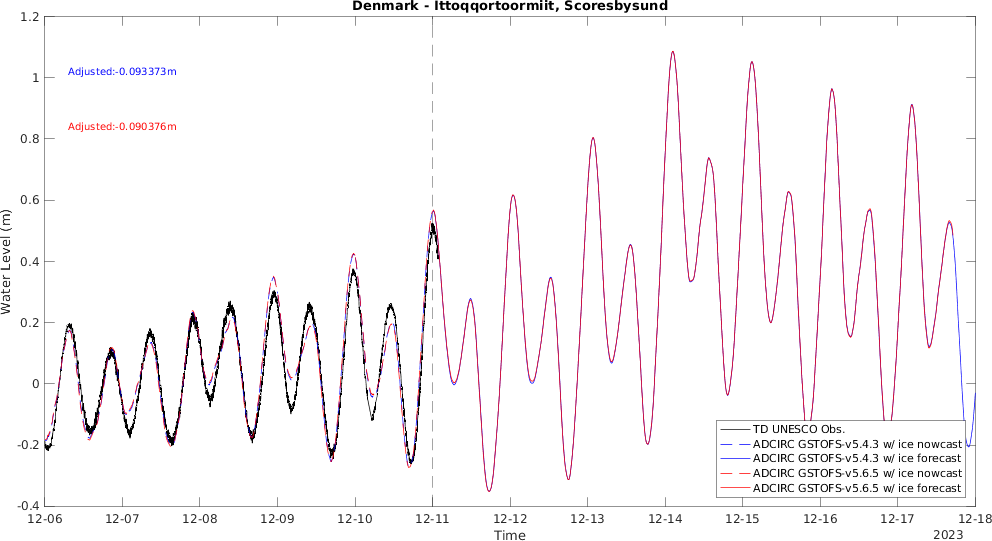 Denmark - Ittoqqortoormiit, Scoresbysund
1.2
1
0.8
0.6
0.4
0.2
0
-0.2
-0.4
Water Level (m)
Adjusted:-0.093373m
Adjusted:-0.090376m
TD UNESCO Obs.
ADCIRC GSTOFS-v5.4.3 w/ ice nowcast
ADCIRC GSTOFS-v5.4.3 w/ ice forecast
ADCIRC GSTOFS-v5.6.5 w/ ice nowcast
ADCIRC GSTOFS-v5.6.5 w/ ice forecast
12-06 12-07 12-08 12-09 12-10 12-11 12-12 12-13 12-14 12-15 12-16 12-17 12-18
Time
2023